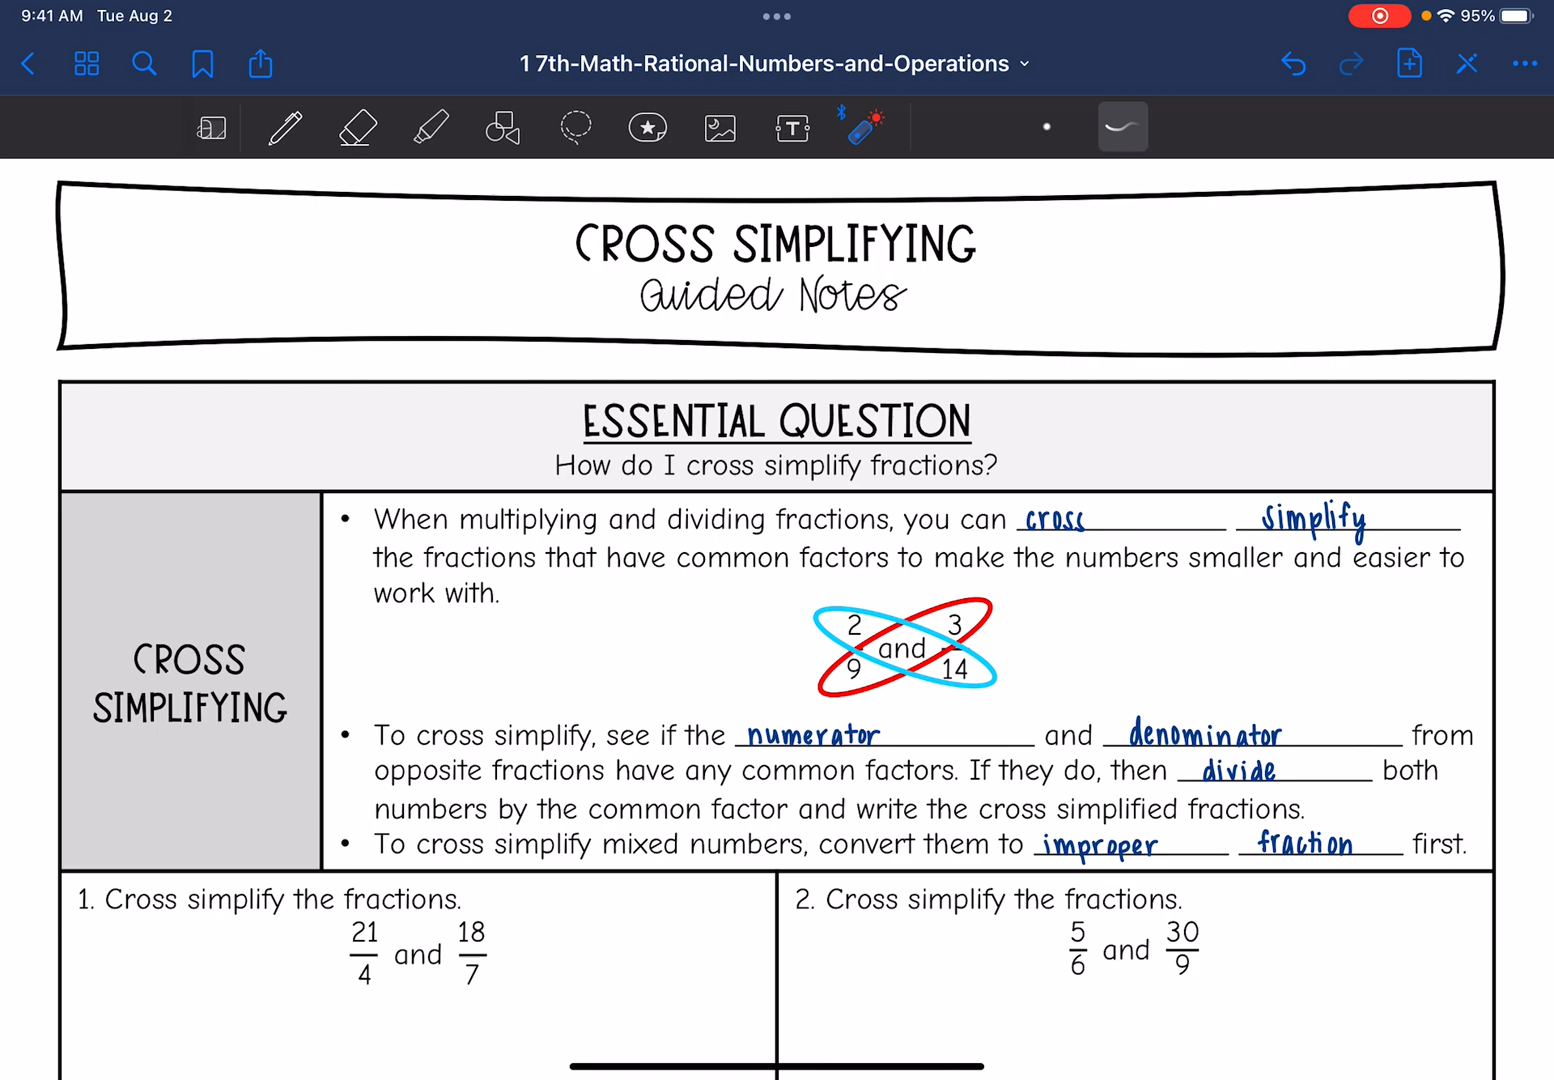 9:41 AM Tue Aug 2
95%
1 7th-Math-Rational-Numbers-and-Operations
T
CROSS SIMPLIFYING
Guided Notes
ESSENTIAL QUESTION
How do I cross simplify fractions?
CROSS
SIMPLIFYING
• When multiplying and dividing fractions, you can cross simplify
the fractions that have common factors to make the numbers smaller and easier to
work with.
2/9 and 3/14
• To cross simplify, see if the numerator and denominator from
opposite fractions have any common factors. If they do, then divide both
numbers by the common factor and write the cross simplified fractions.
• To cross simplify mixed numbers, convert them to improper fraction first.
1. Cross simplify the fractions.
21/4 and 18/7
2. Cross simplify the fractions.
5/6 and 30/9